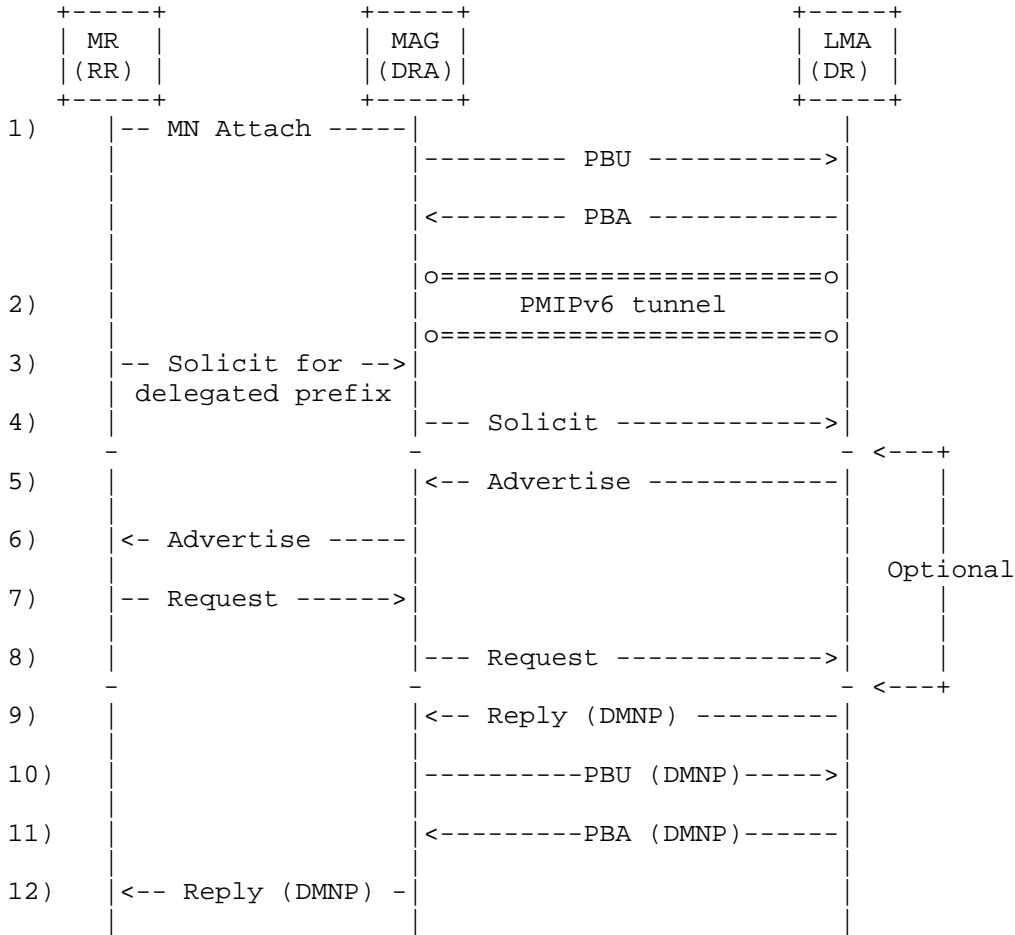 MR MAG LMA
(RR) (DRA) (DR)
1) -- MN Attach -----
--------- PBU ----------->
<-------- PBA ------------
o========================o
2) PMIPv6 tunnel
o========================o
3) -- Solicit for -->
delegated prefix
4) --- Solicit ------------->
<---+
5) <-- Advertise ------------
6) <- Advertise -----
Optional
7) -- Request ------>
8) --- Request ------------->
<---+
9) <-- Reply (DMNP) ---------
10) ----------PBU (DMNP)----->
11) <---------PBA (DMNP)------
12) <-- Reply (DMNP) -